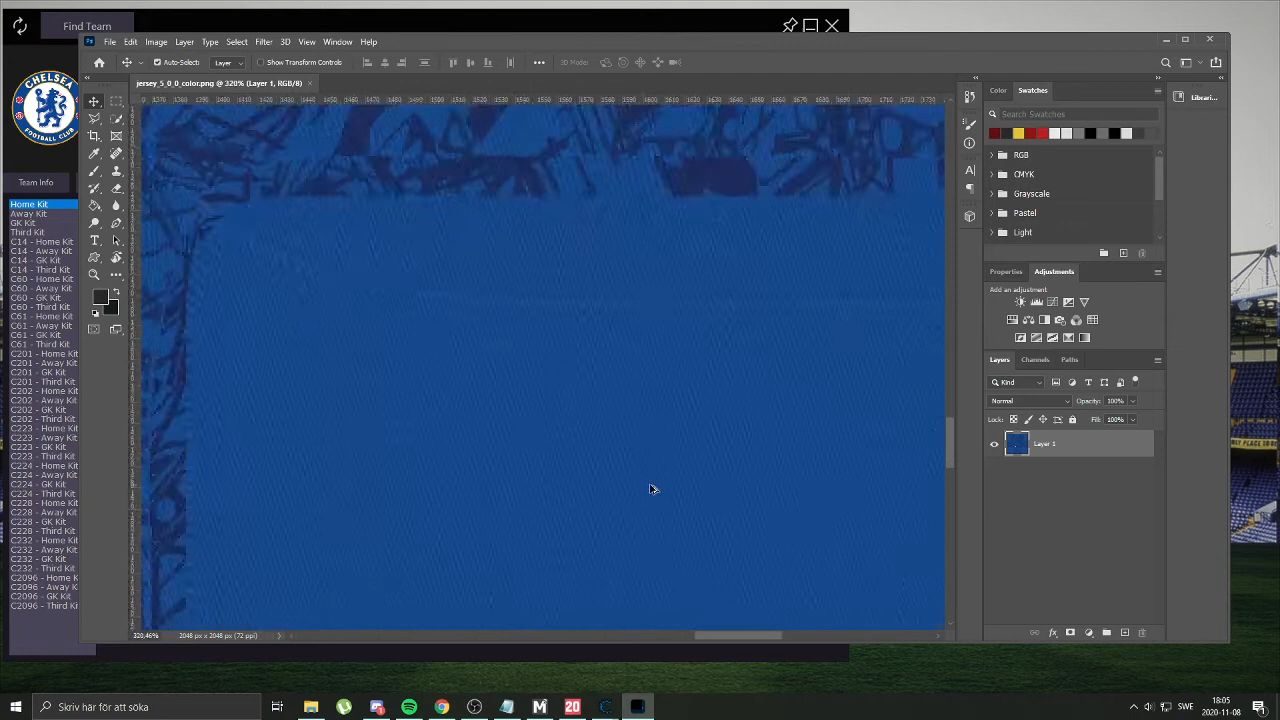 Find Team
File Edit Image Layer Type Select Filter 3D View Window Help
Auto-Select: Layer Show Transform Controls 3D Mode:
jersey_5_0_0_color.png @ 320% (Layer 1, RGB/8)
CHELSEA
FOOTBALL CLUB
Team Info
Home Kit
Away Kit
GK Kit
Third Kit
C14 - Home Kit
C14 - Away Kit
C14 - GK Kit
C14 - Third Kit
C60 - Home Kit
C60 - Away Kit
C60 - GK Kit
C60 - Third Kit
C61 - Home Kit
C61 - Away Kit
C61 - GK Kit
C61 - Third Kit
C201 - Home Kit
C201 - Away Kit
C201 - GK Kit
C201 - Third Kit
C202 - Home Kit
C202 - Away Kit
C202 - GK Kit
C202 - Third Kit
C223 - Home Kit
C223 - Away Kit
C223 - GK Kit
C223 - Third Kit
C224 - Home Kit
C224 - Away Kit
C224 - GK Kit
C224 - Third Kit
C228 - Home Kit
C228 - Away Kit
C228 - GK Kit
C228 - Third Kit
C232 - Home Kit
C232 - Away Kit
C232 - GK Kit
C232 - Third Kit
C2096 - Home K
C2096 - Away K
C2096 - GK Kit
C2096 - Third K
Color Swatches
Search Swatches
RGB
CMYK
Grayscale
Pastel
Light
Properties Adjustments
Add an adjustment
Layers Channels Paths
Kind
Normal Opacity: 100%
Lock: Fill: 100%
Layer 1
Librari...
320,46% 2048 px x 2048 px (72 ppi)
Skriv här för att söka
20
SWE
18:05
2020-11-08